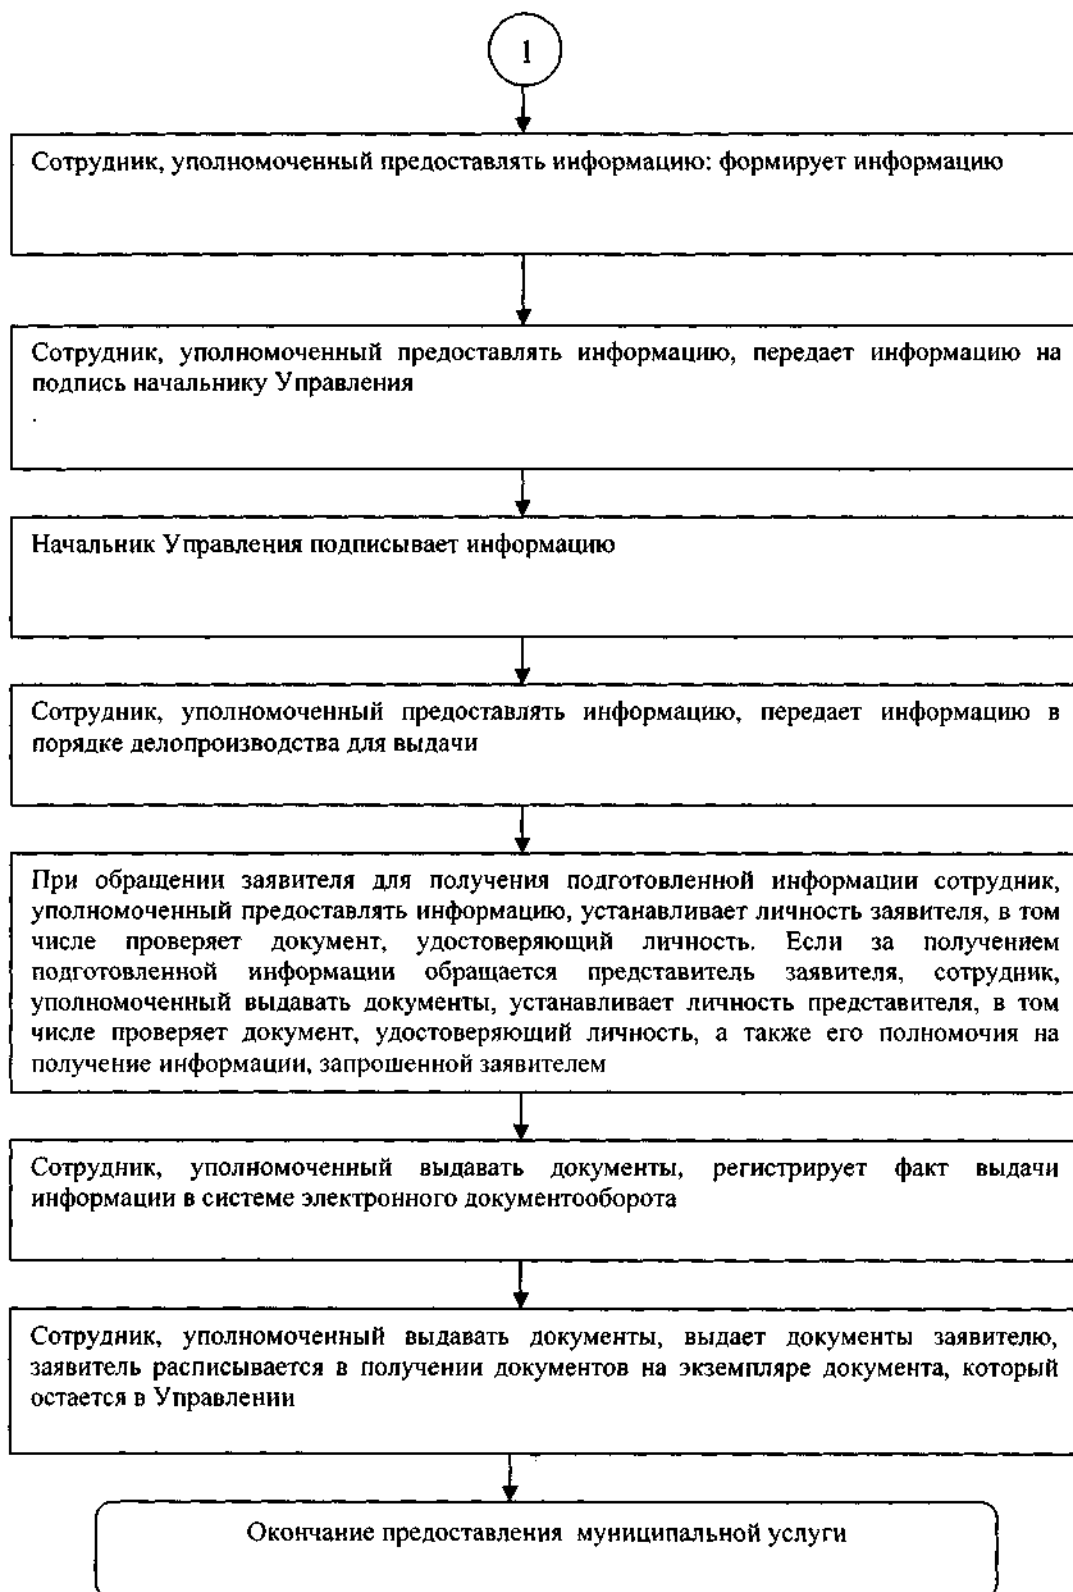 1
Сотрудник, уполномоченный предоставлять информацию: формирует информацию
Сотрудник, уполномоченный предоставлять информацию, передает информацию на
подпись начальнику Управления
.
Начальник Управления подписывает информацию
Сотрудник, уполномоченный предоставлять информацию, передает информацию в
порядке делопроизводства для выдачи
При обращении заявителя для получения подготовленной информации сотрудник,
уполномоченный предоставлять информацию, устанавливает личность заявителя, в том
числе проверяет документ, удостоверяющий личность. Если за получением
подготовленной информации обращается представитель заявителя, сотрудник,
уполномоченный выдавать документы, устанавливает личность представителя, в том
числе проверяет документ, удостоверяющий личность, а также его полномочия на
получение информации, запрошенной заявителем
Сотрудник, уполномоченный выдавать документы, регистрирует факт выдачи
информации в системе электронного документооборота
Сотрудник, уполномоченный выдавать документы, выдает документы заявителю,
заявитель расписывается в получении документов на экземпляре документа, который
остается в Управлении
Окончание предоставления муниципальной услуги